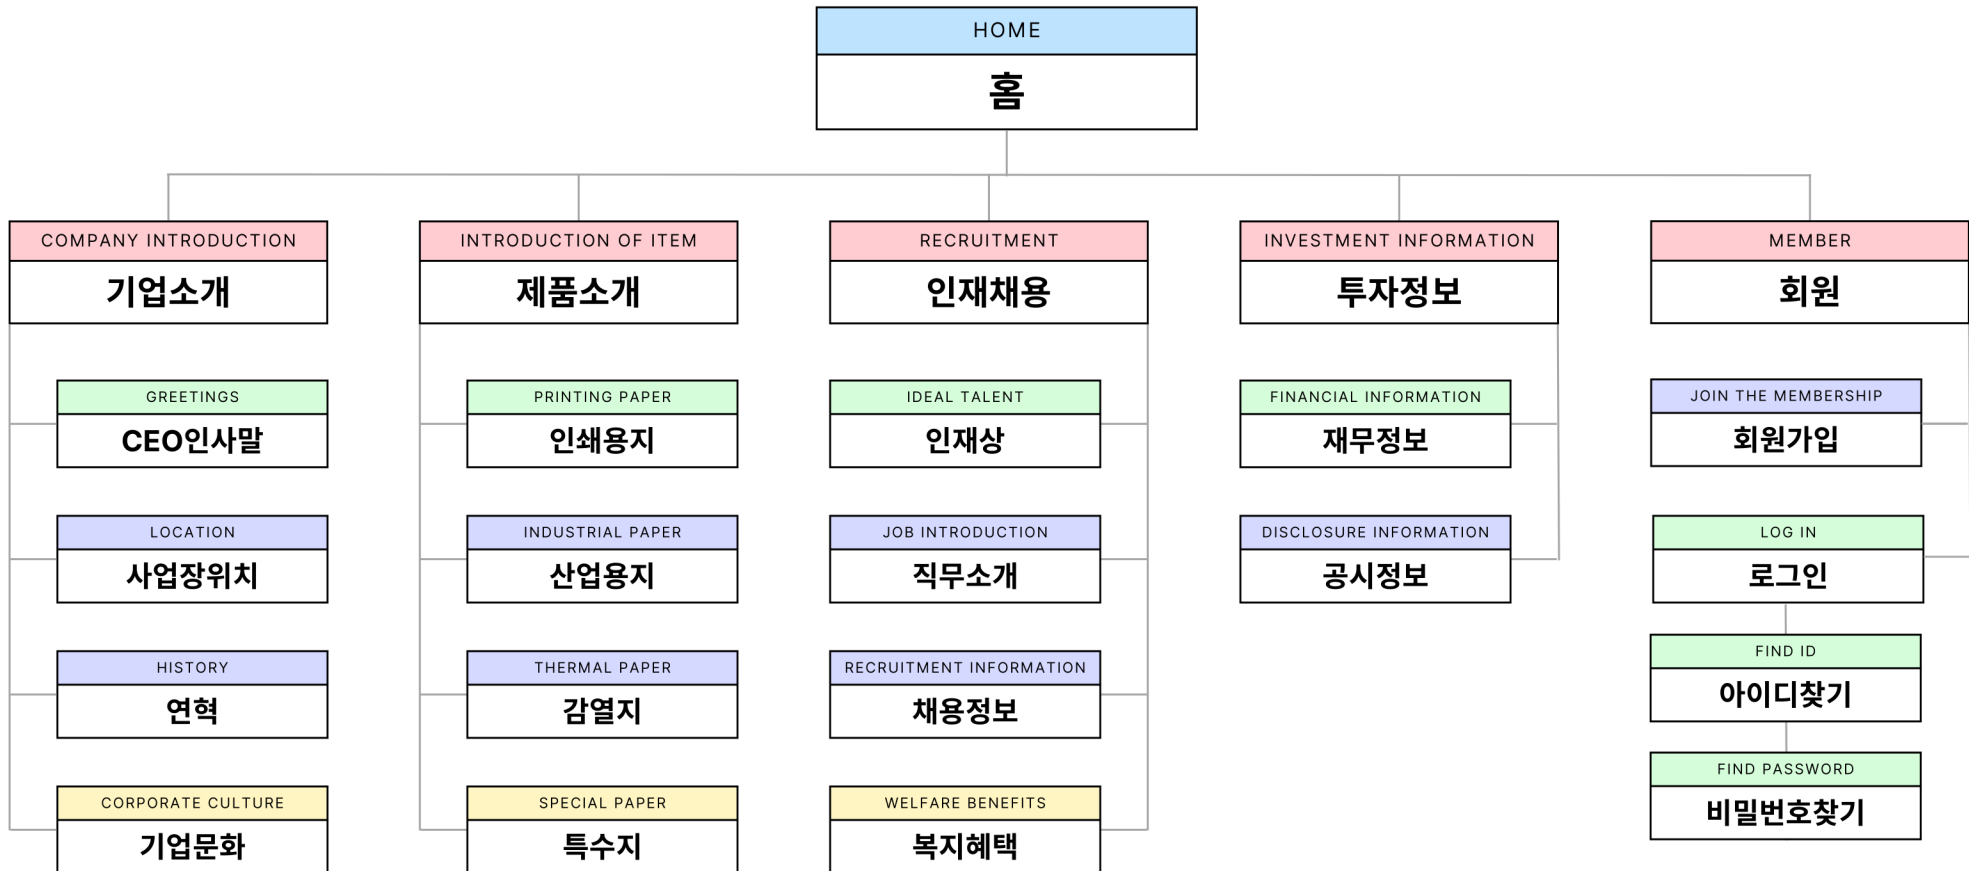 HOME
홈
COMPANY INTRODUCTION
기업소개
GREETINGS
CEO인사말
LOCATION
사업장위치
HISTORY
연혁
CORPORATE CULTURE
기업문화
INTRODUCTION OF ITEM
제품소개
PRINTING PAPER
인쇄용지
INDUSTRIAL PAPER
산업용지
THERMAL PAPER
감열지
SPECIAL PAPER
특수지
RECRUITMENT
인재채용
IDEAL TALENT
인재상
JOB INTRODUCTION
직무소개
RECRUITMENT INFORMATION
채용정보
WELFARE BENEFITS
복지혜택
INVESTMENT INFORMATION
투자정보
FINANCIAL INFORMATION
재무정보
DISCLOSURE INFORMATION
공시정보
MEMBER
회원
JOIN THE MEMBERSHIP
회원가입
LOG IN
로그인
FIND ID
아이디찾기
FIND PASSWORD
비밀번호찾기